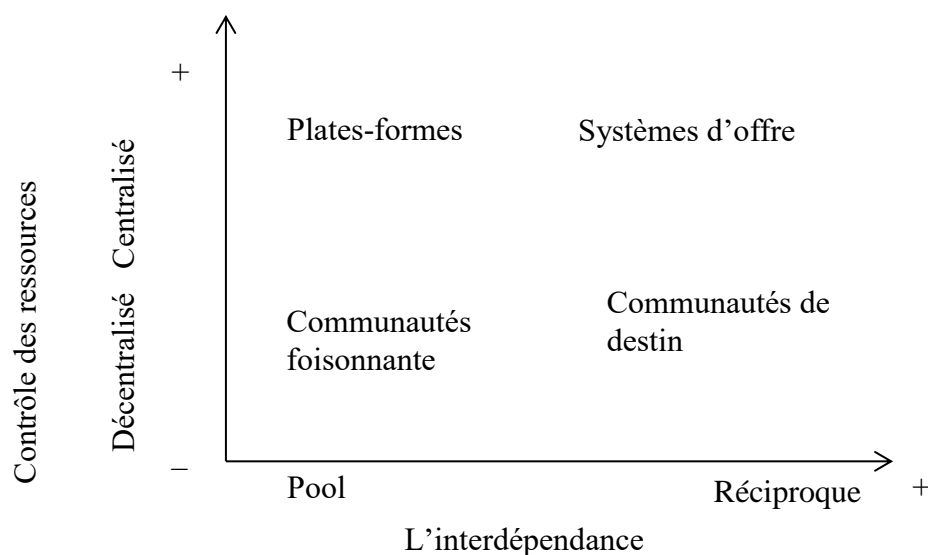 +
Plates-formes
Systèmes d’offre
Contrôle des ressources
Décentralisé Centralisé
Communautés
foisonnante
Communautés de
destin
–
Pool
Réciproque
+
L’interdépendance